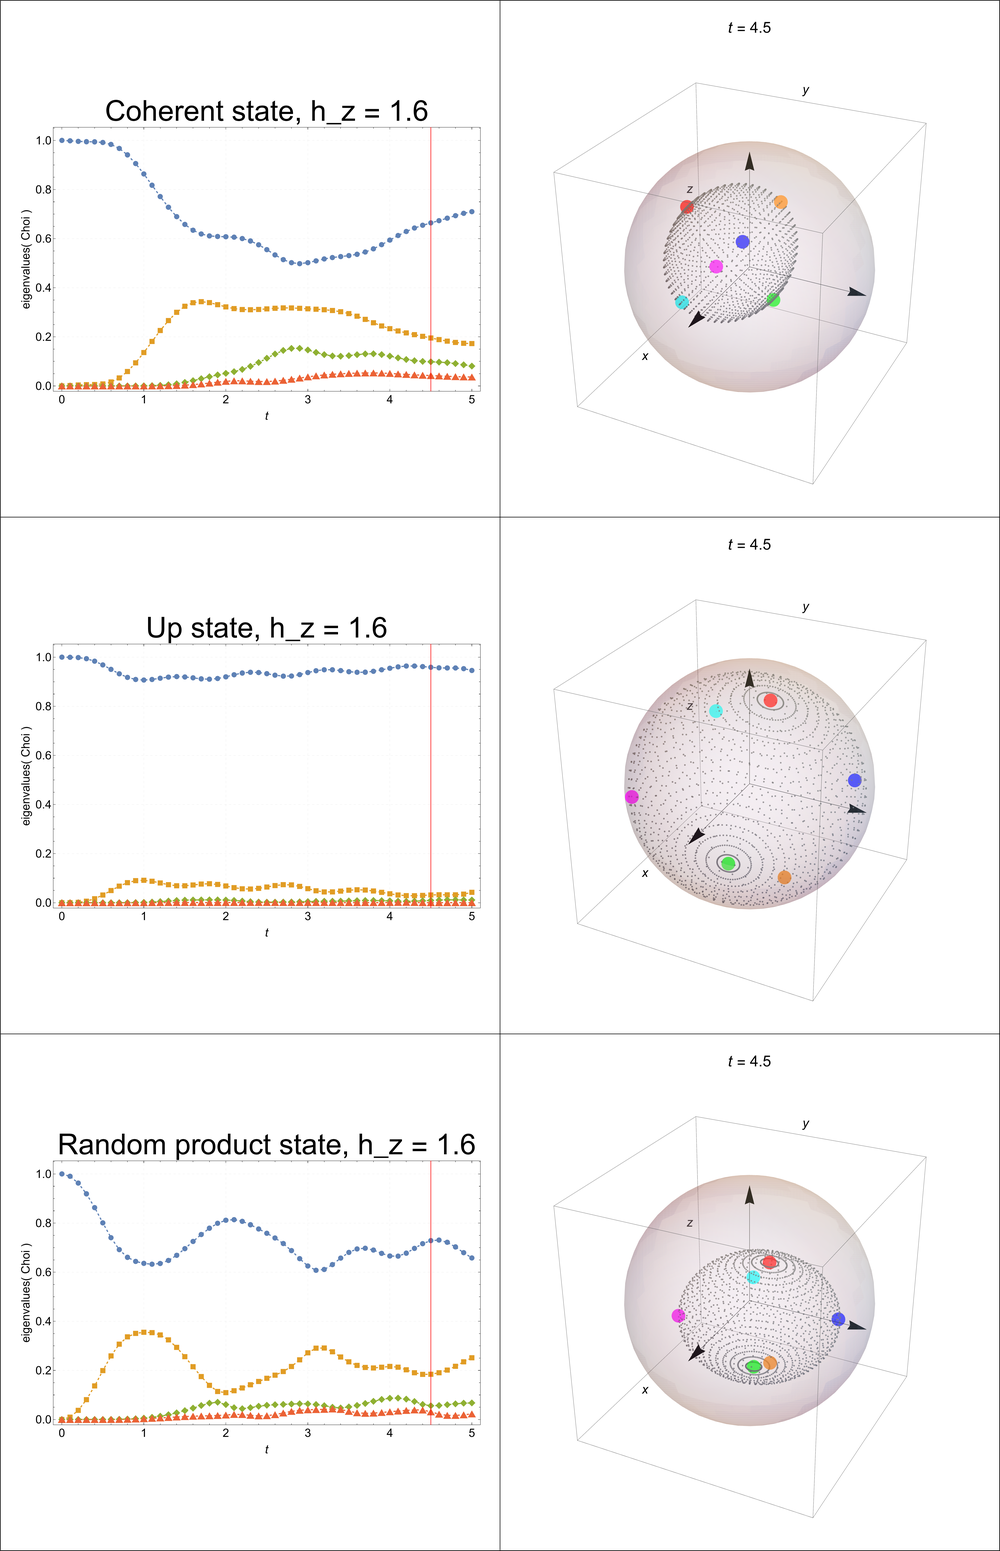 Coherent state, h_z = 1.6
eigenvalues( Choi )
1.0
0.8
0.6
0.4
0.2
0.0
0 1 2 3 4 5
t
t = 4.5
y
z
x
Up state, h_z = 1.6
eigenvalues( Choi )
1.0
0.8
0.6
0.4
0.2
0.0
0 1 2 3 4 5
t
t = 4.5
y
z
x
Random product state, h_z = 1.6
eigenvalues( Choi )
1.0
0.8
0.6
0.4
0.2
0.0
0 1 2 3 4 5
t
t = 4.5
y
z
x